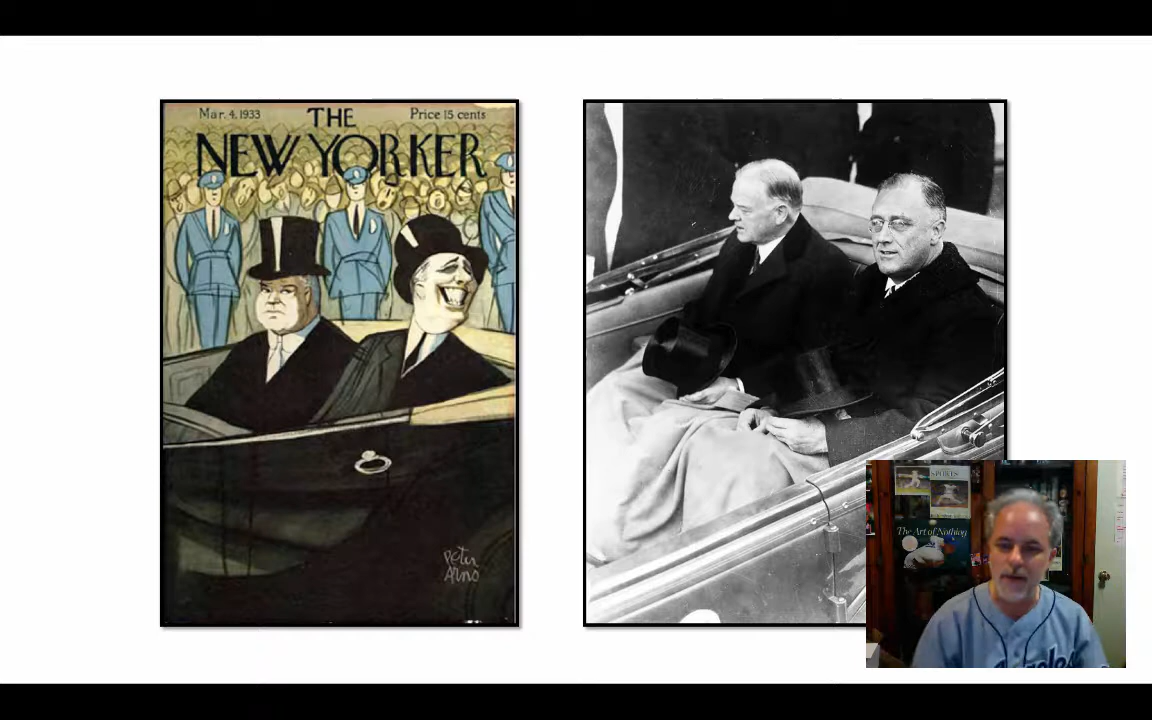 Mar. 4, 1933
THE
Price 15 cents
NEW YORKER
Peter
Arno
SPORTS
The Art of Nothing